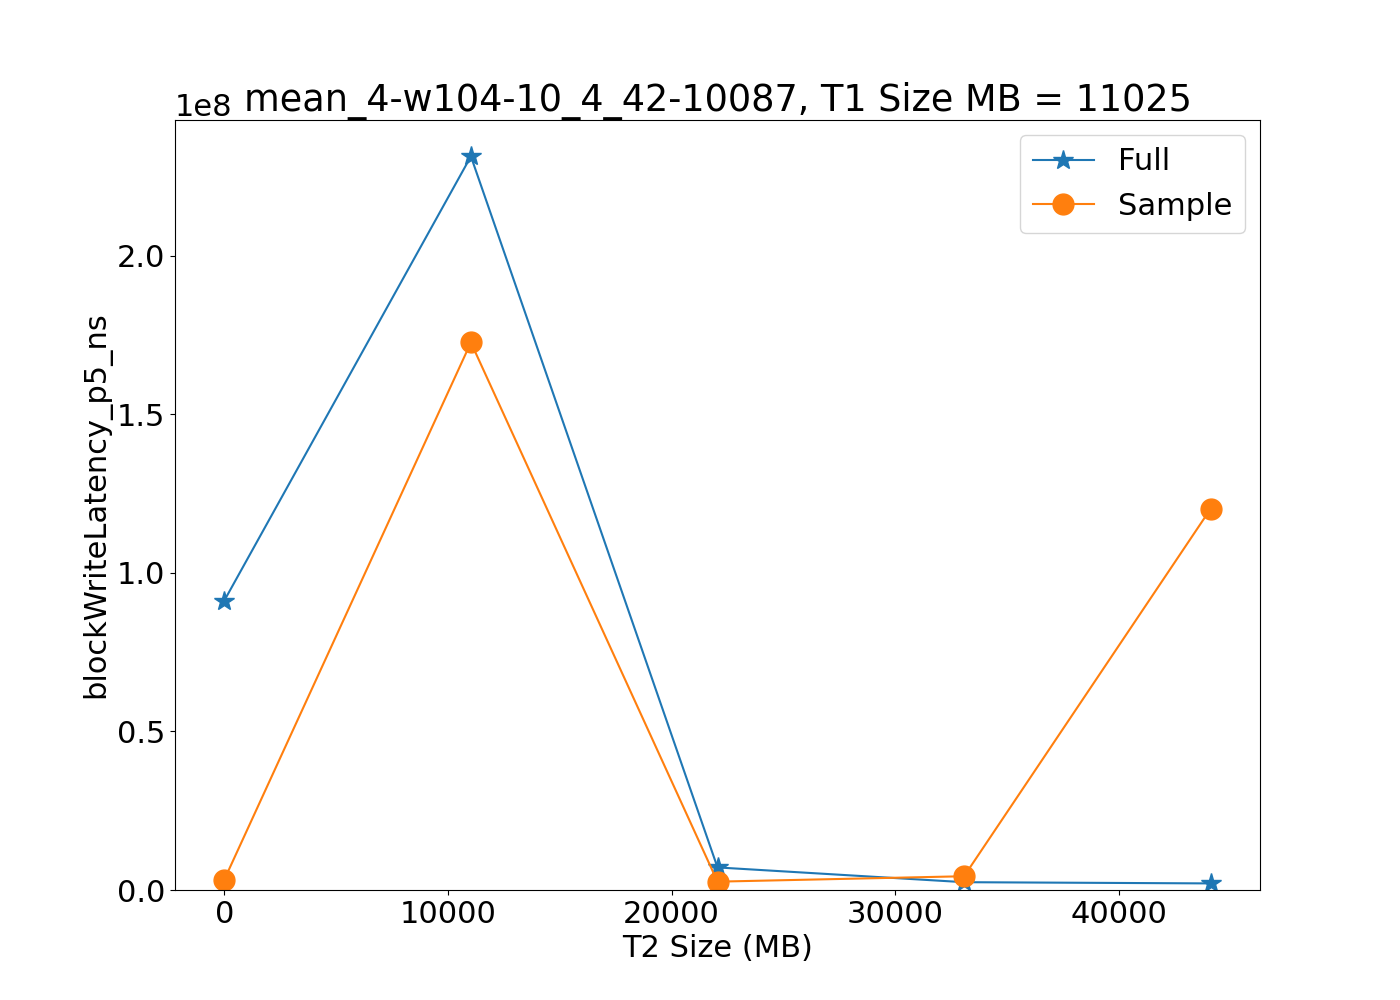 1e8
mean_4-w104-10_4_42-10087, T1 Size MB = 11025
Full
Sample
blockWriteLatency_p5_ns
2.0
1.5
1.0
0.5
0.0
0
10000
20000
30000
40000
T2 Size (MB)